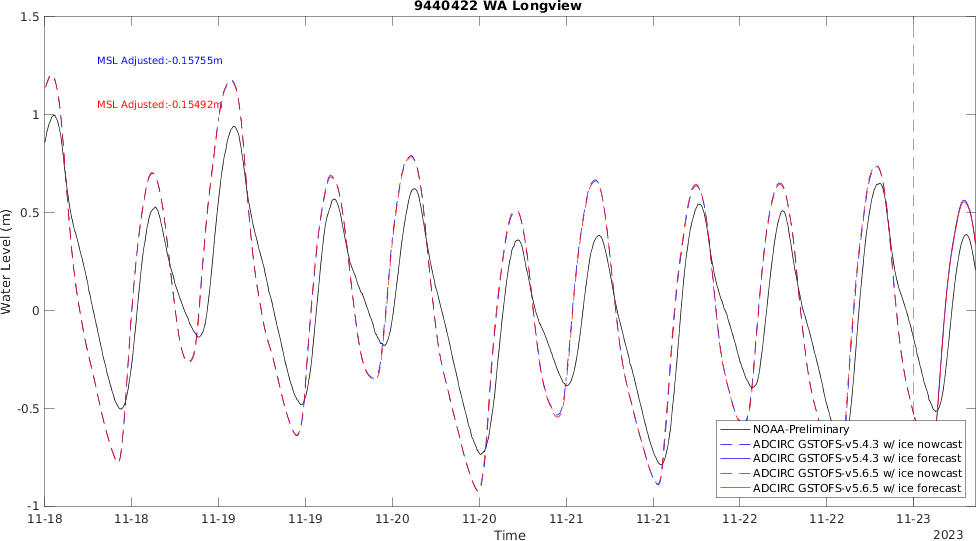 9440422 WA Longview
MSL Adjusted:-0.15755m
MSL Adjusted:-0.15492m
Water Level (m)
1.5
1
0.5
0
-0.5
-1
NOAA-Preliminary
ADCIRC GSTOFS-v5.4.3 w/ ice nowcast
ADCIRC GSTOFS-v5.4.3 w/ ice forecast
ADCIRC GSTOFS-v5.6.5 w/ ice nowcast
ADCIRC GSTOFS-v5.6.5 w/ ice forecast
11-18 11-18 11-19 11-19 11-20 11-20 11-21 11-21 11-22 11-22 11-23
Time
2023